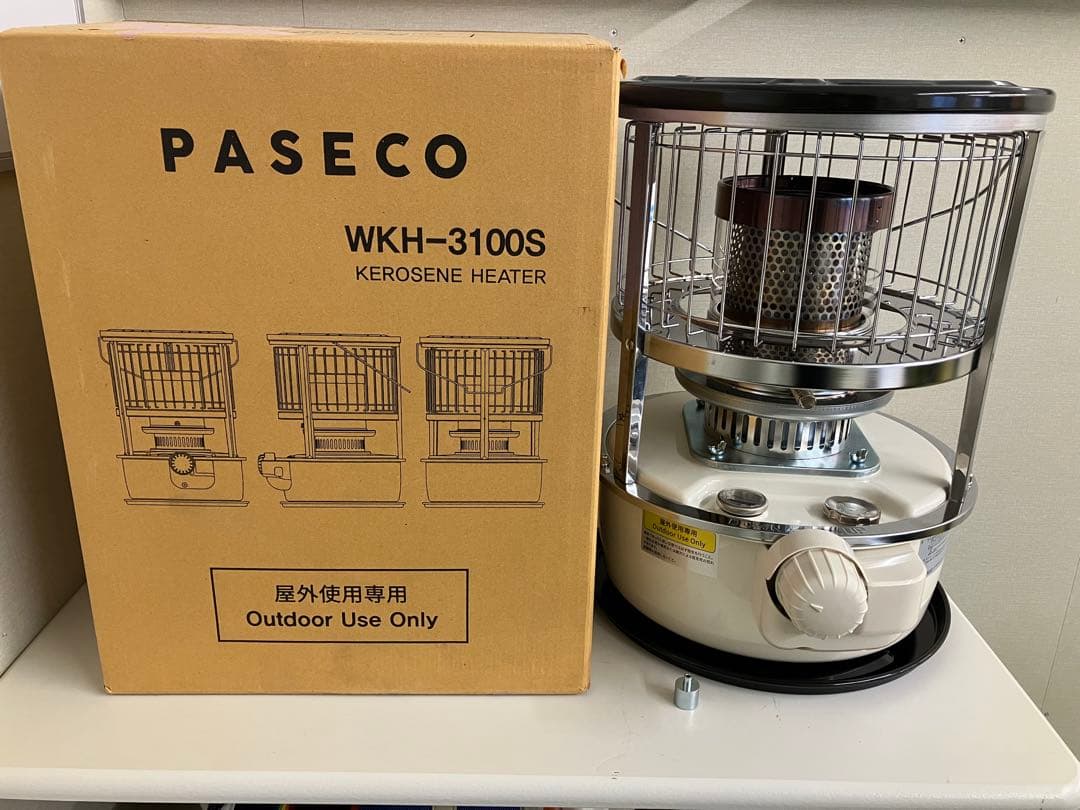 PASECO
WKH-3100S
KEROSENE HEATER
屋外使用専用
Outdoor Use Only
屋外使用専用
Outdoor Use Only